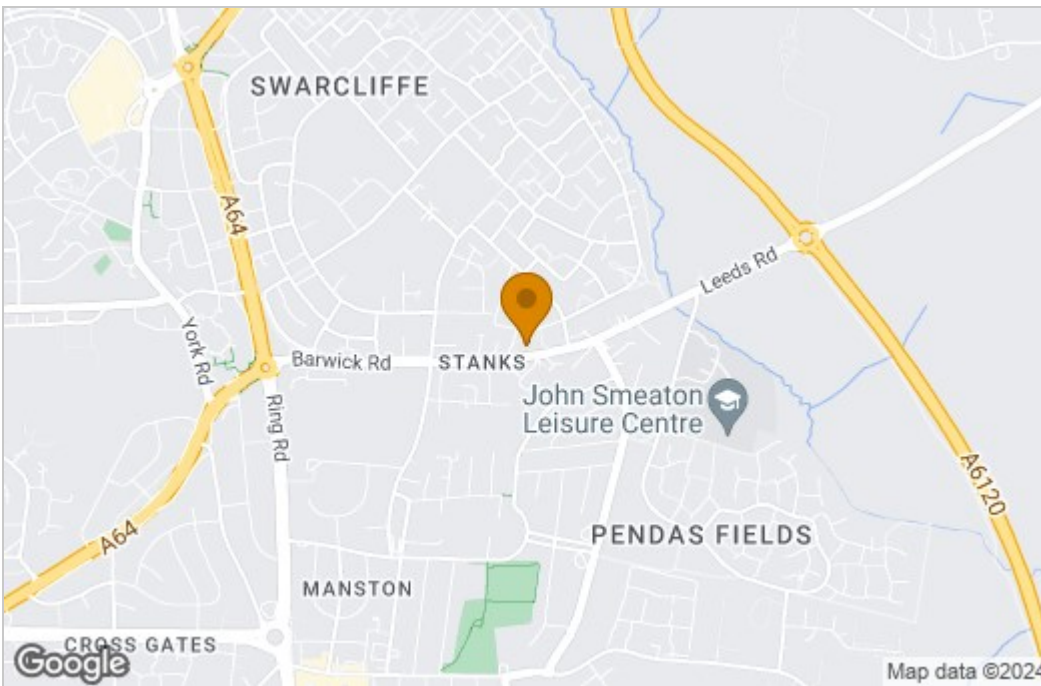 SWARCLIFFE
A64
Leeds Rd
York Rd
Barwick Rd
STANKS
John Smeaton
Leisure Centre
Ring Rd
A6120
A64
PENDAS FIELDS
MANSTON
CROSS GATES
Google
Map data ©2024